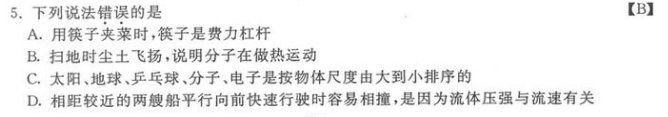 5. 下列说法错误的是 【B】
A. 用筷子夹菜时,筷子是费力杠杆
B. 扫地时尘土飞扬,说明分子在做热运动
C. 太阳、地球、乒乓球、分子、电子是按物体尺度由大到小排序的
D. 相距较近的两艘船平行向前快速行驶时容易相撞,是因为流体压强与流速有关